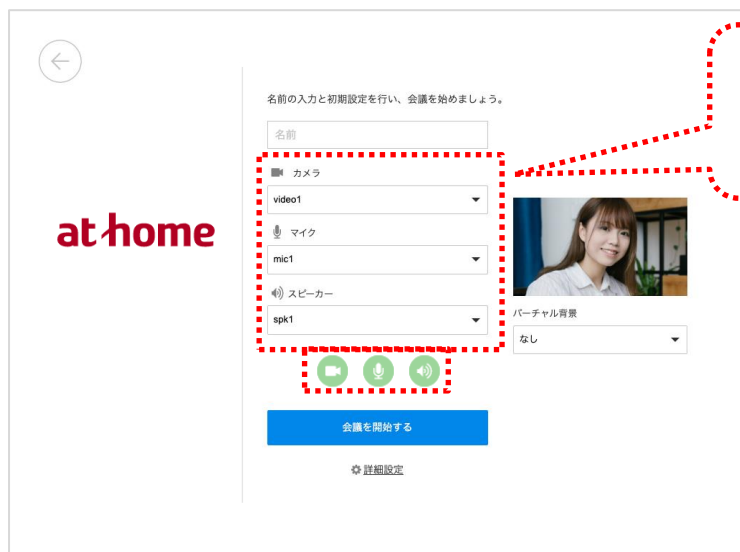 名前の入力と初期設定を行い、会議を始めましょう。
名前
カメラ
video1
マイク
mic1
スピーカー
spk1
at home
バーチャル背景
なし
会議を開始する
詳細設定